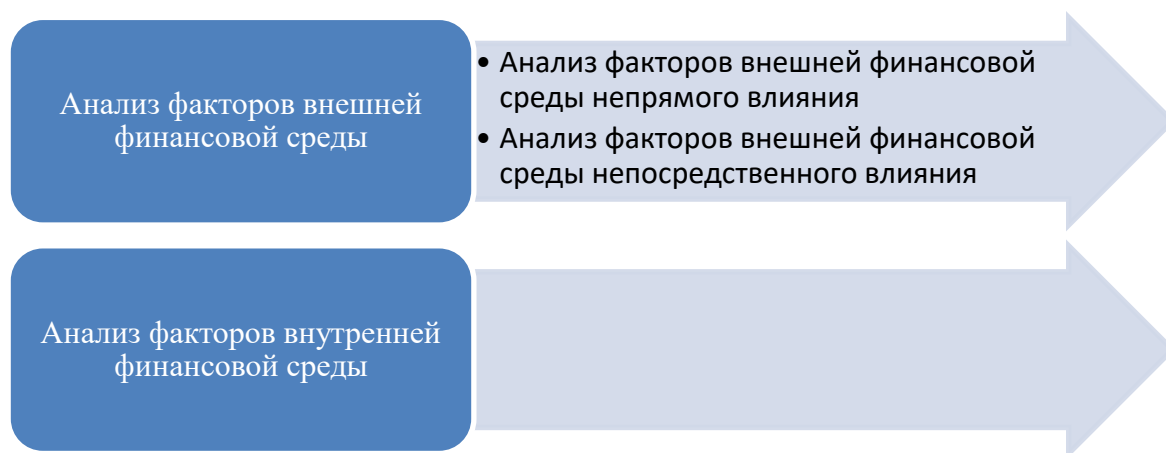 Анализ факторов внешней
финансовой среды
• Анализ факторов внешней финансовой
среды непрямого влияния
• Анализ факторов внешней финансовой
среды непосредственного влияния
Анализ факторов внутренней
финансовой среды